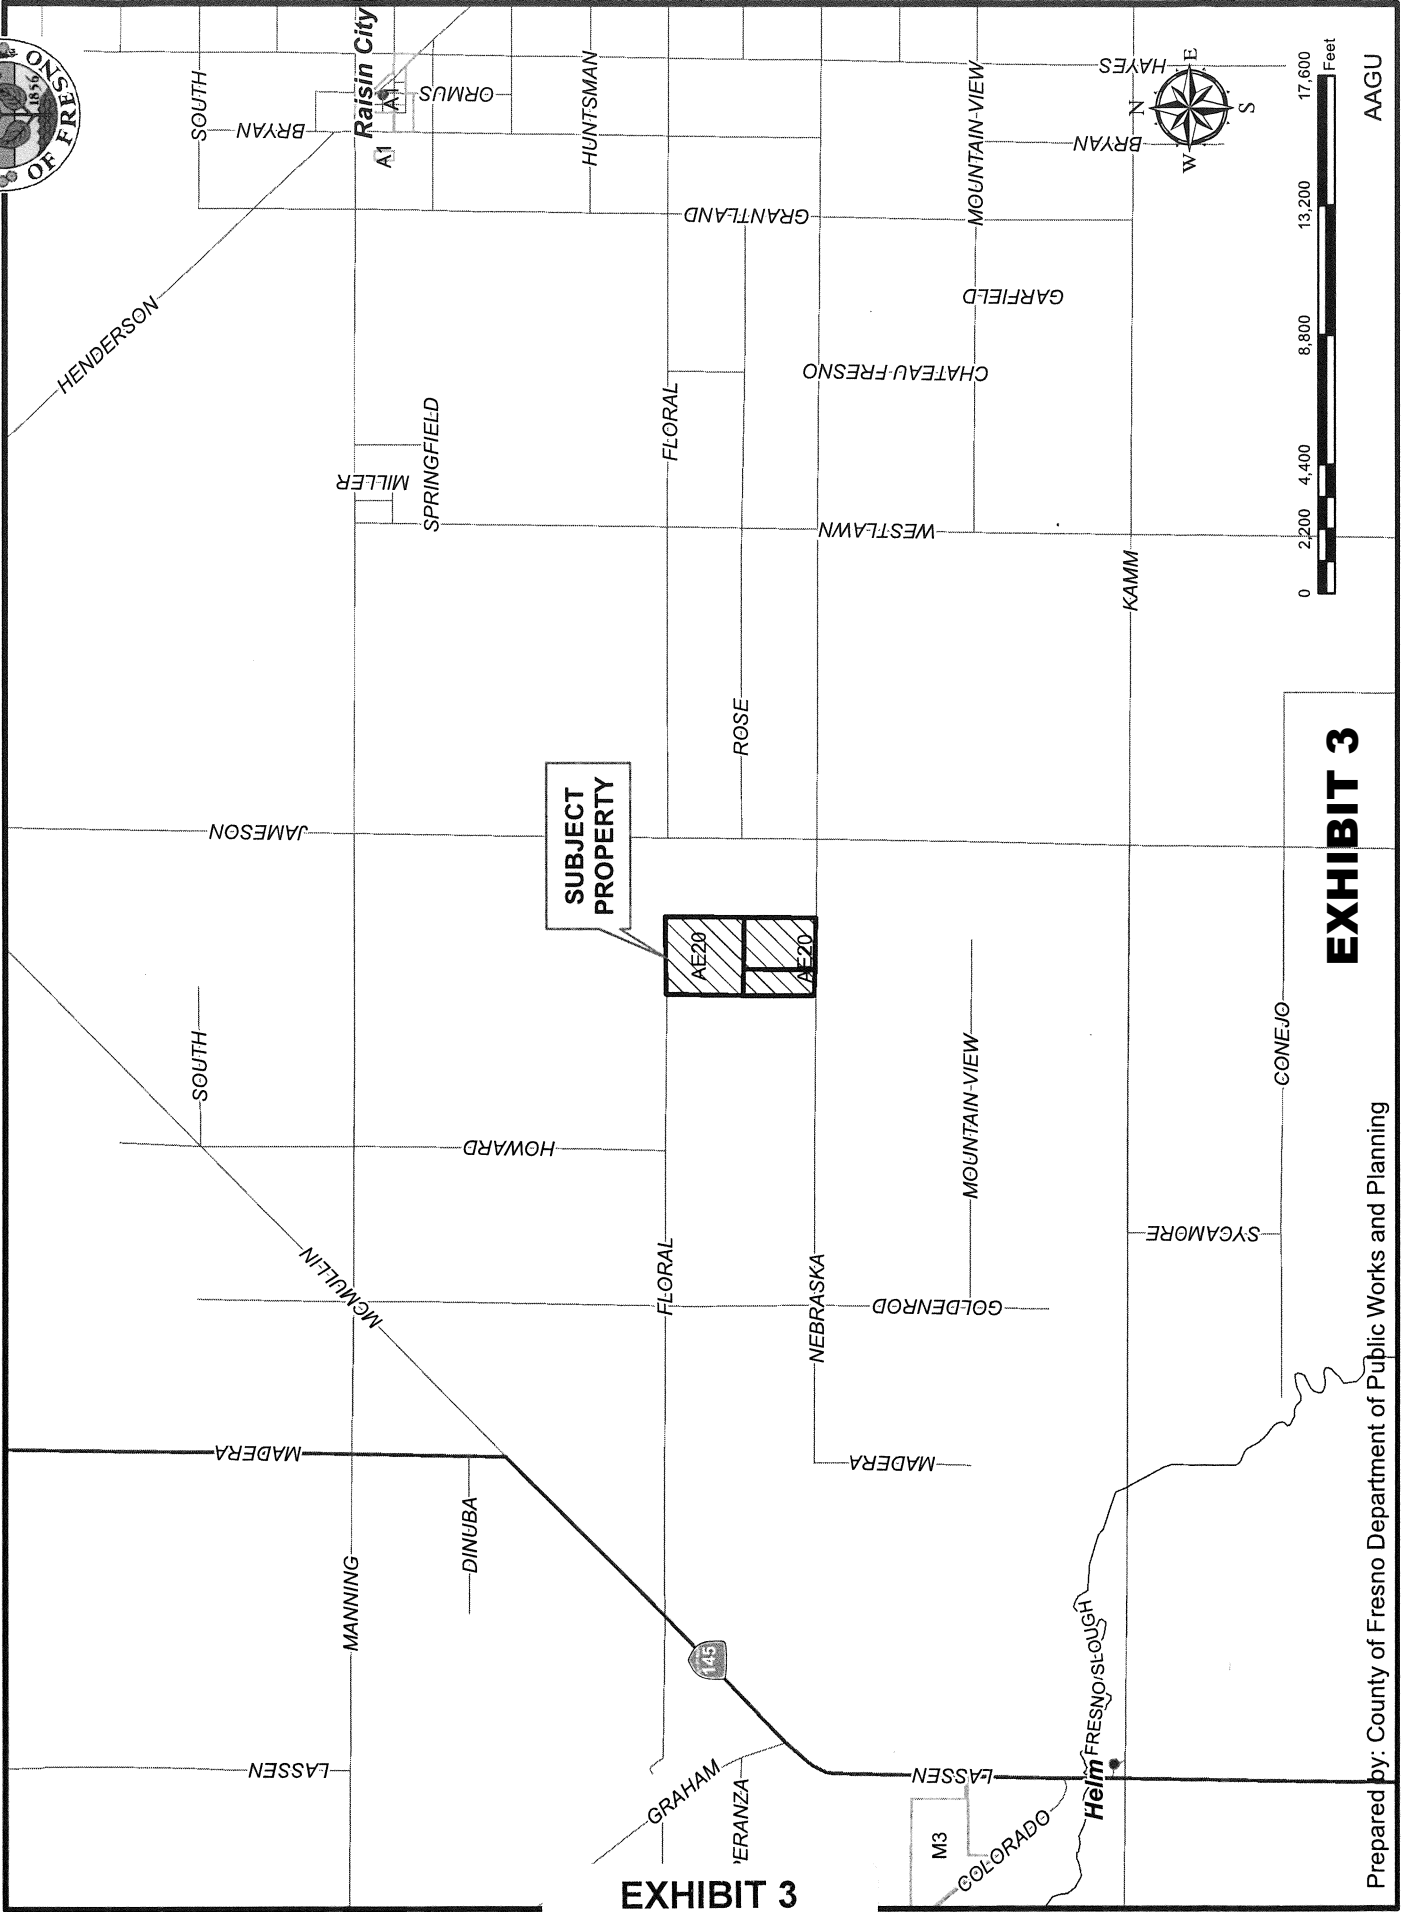 OF FRESNO
1856
SOUTH
BRYAN
Raisin City
A1
A1
ORMUS
HUNTSMAN
MOUNTAIN VIEW
HAYES
BRYAN
N
E
S
W
HENDERSON
GRANTLAND
GARFIELD
CHATEAU FRESNO
FLORAL
SPRINGFIELD
MILLER
WESTLAWN
KAMM
ROSE
JAMESON
SUBJECT
PROPERTY
AE20
AE20
SOUTH
HOWARD
MCMULLIN
FLORAL
NEBRASKA
GOLDENROD
MOUNTAIN VIEW
SYCAMORE
CONEJO
MADERA
MADERA
DINUBA
MANNING
145
LASSEN
GRAHAM
ERANZA
LASSEN
M3
COLORADO
Helm
FRESNO SLOUGH
0 2,200 4,400 8,800 13,200 17,600
Feet
AAGU
EXHIBIT 3
Prepared by: County of Fresno Department of Public Works and Planning
EXHIBIT 3